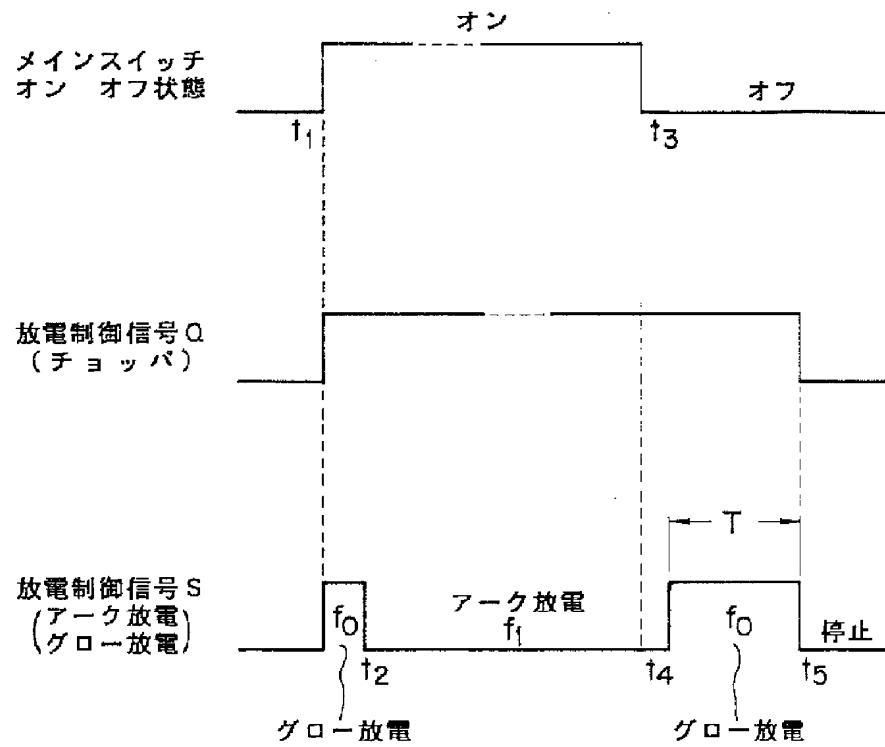 オン
メインスイッチ
オン オフ状態
オフ
t1
t3
放電制御信号Q
(チョッパ)
T
放電制御信号S
(アーク放電
グロー放電)
f0
アーク放電
f1
f0
停止
t2
t4
t5
グロー放電
グロー放電